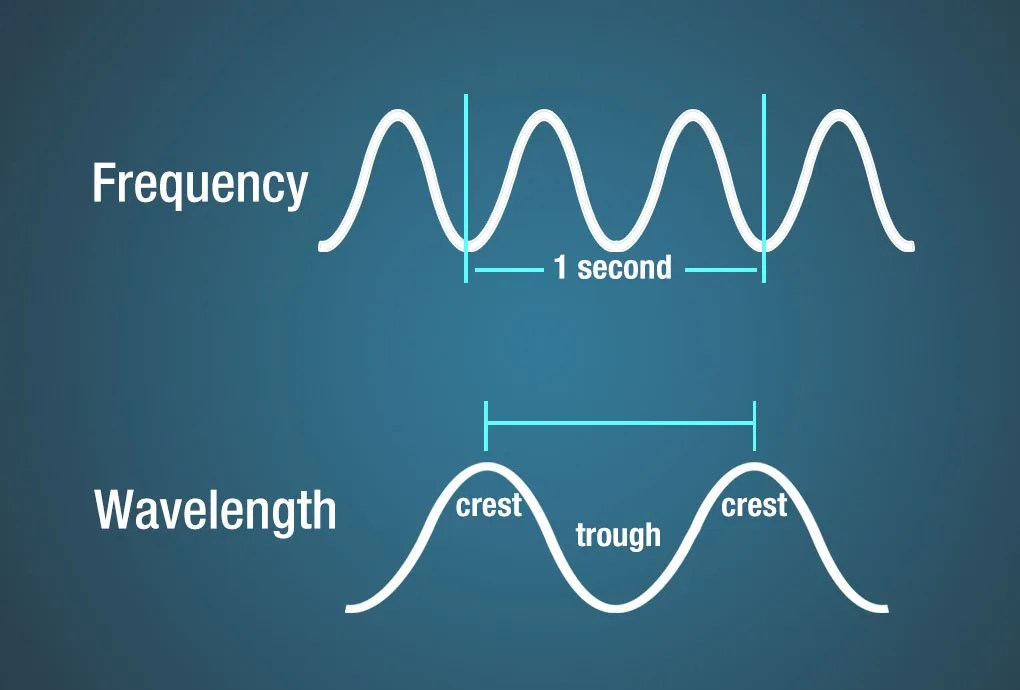 Frequency
1 second
Wavelength
crest
crest
trough